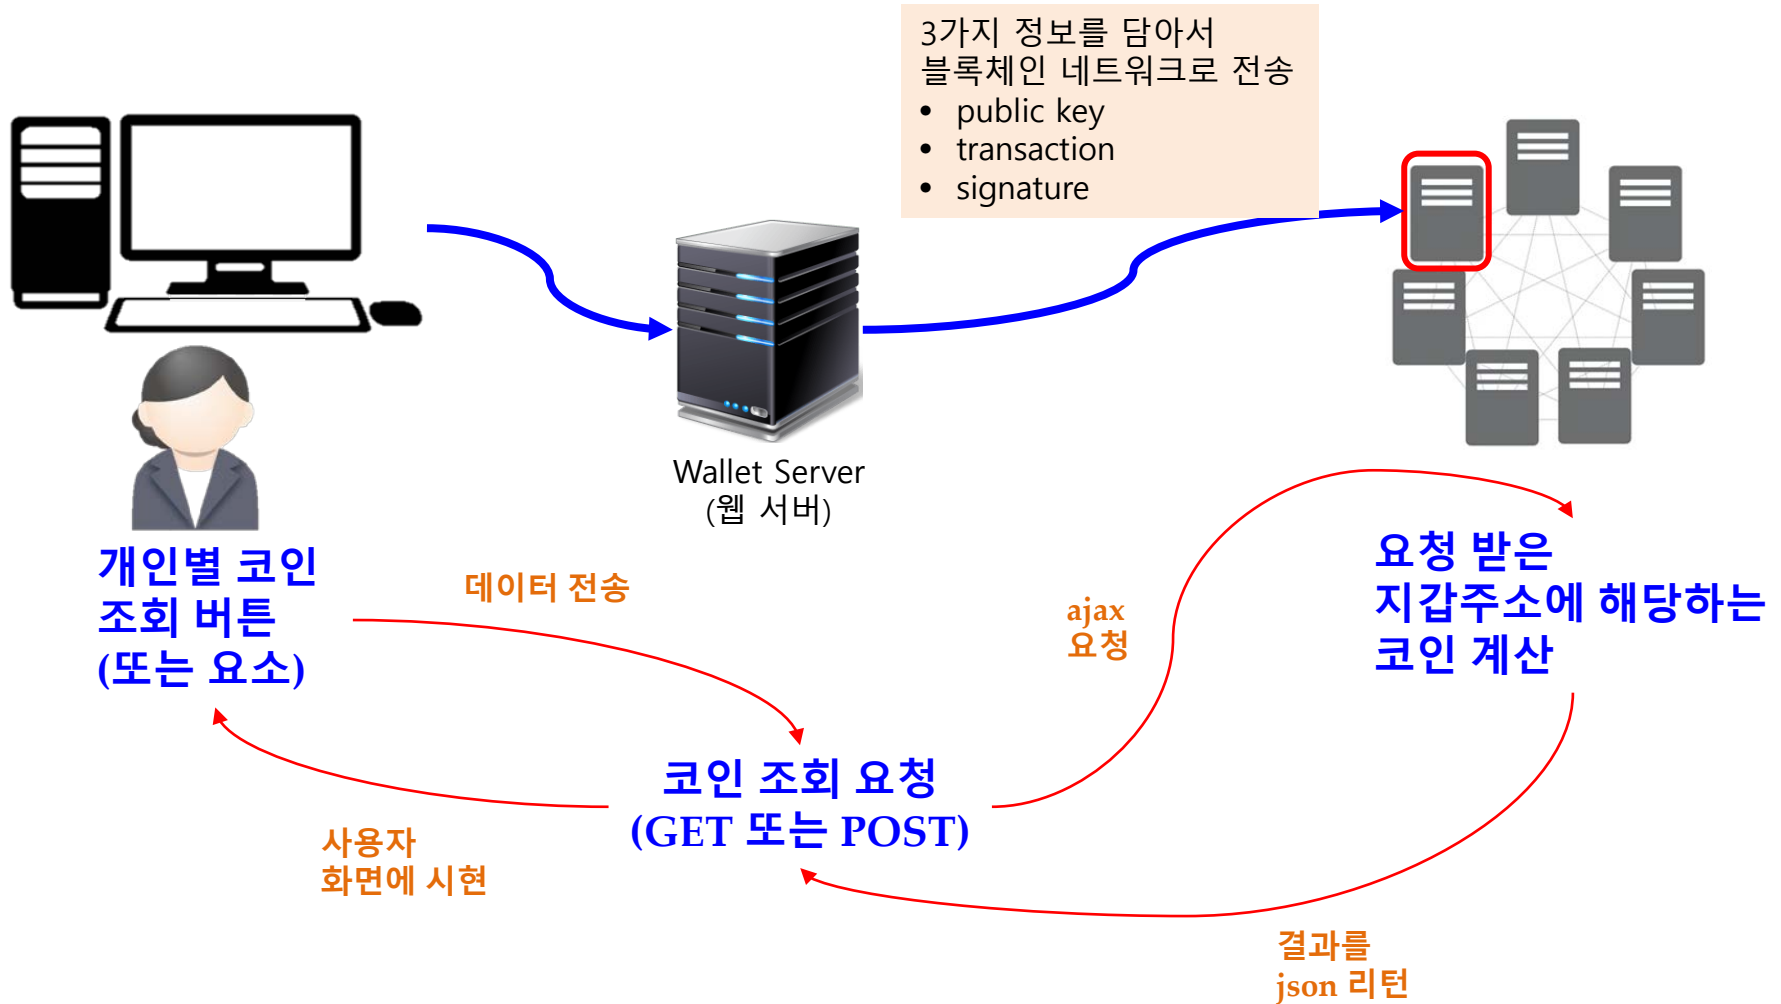 3가지 정보를 담아서
블록체인 네트워크로 전송
• public key
• transaction
• signature
Wallet Server
(웹 서버)
개인별 코인
조회 버튼
(또는 요소)
데이터 전송
ajax
요청
요청 받은
지갑주소에 해당하는
코인 계산
코인 조회 요청
(GET 또는 POST)
사용자
화면에 시현
결과를
json 리턴